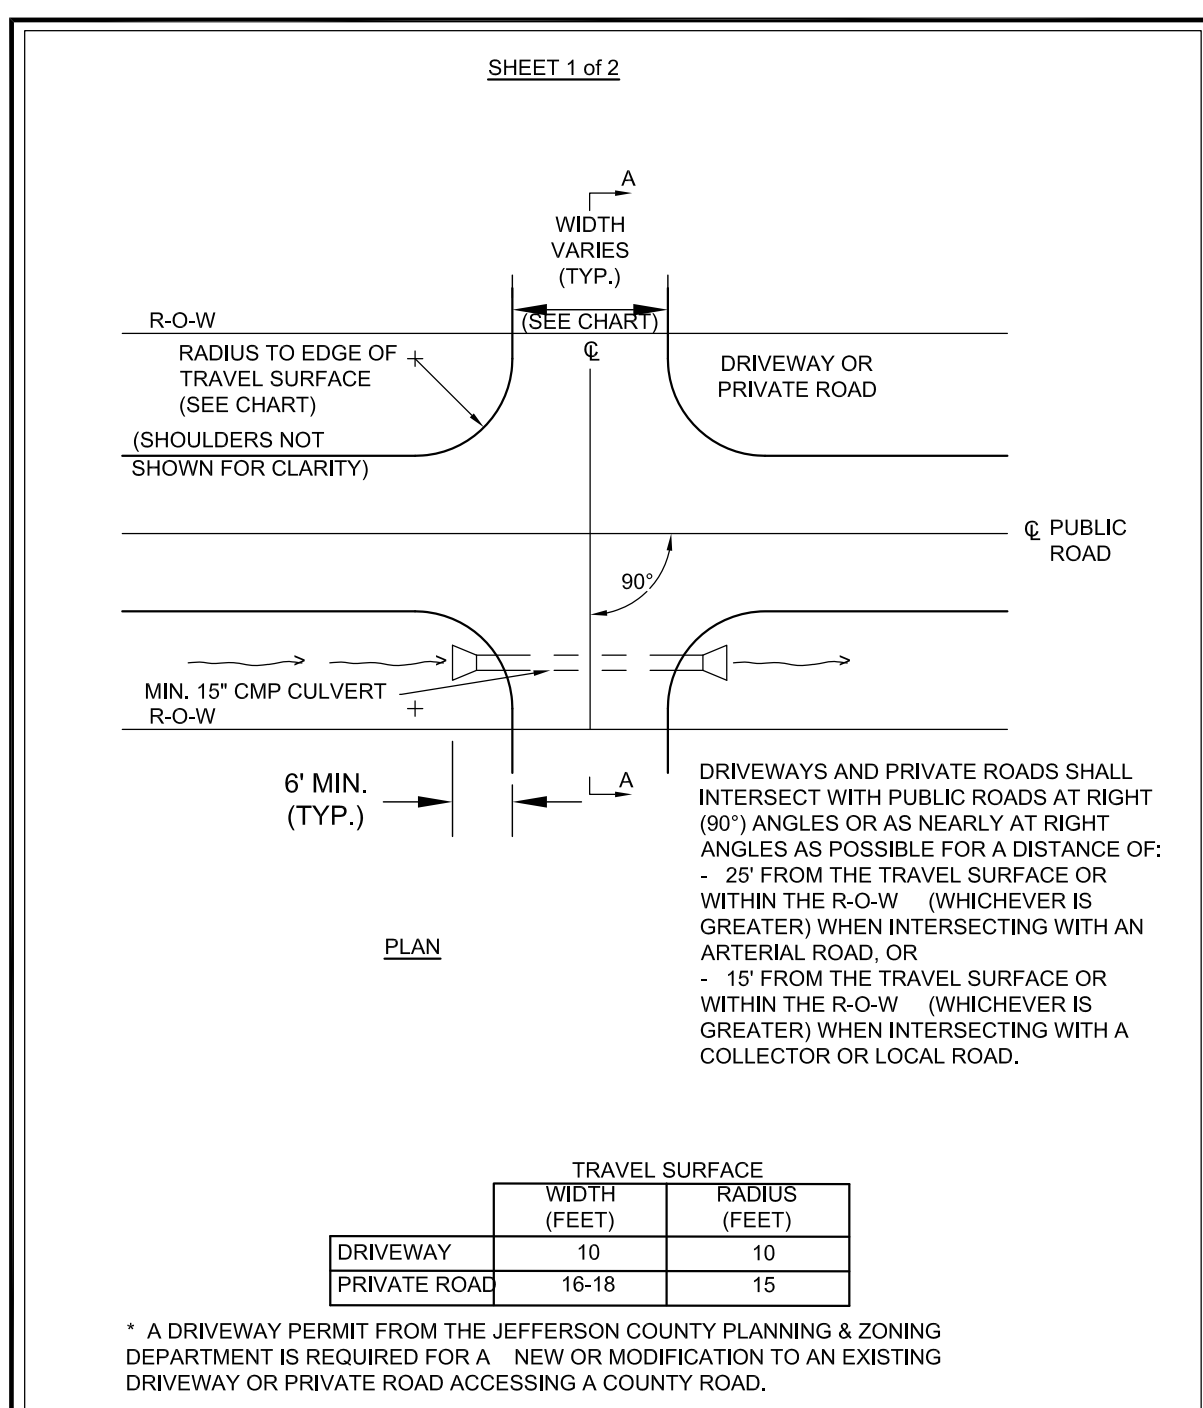 SHEET 1 of 2
A
WIDTH
VARIES
(TYP.)
(SEE CHART)
R-O-W
℄
RADIUS TO EDGE OF
TRAVEL SURFACE
(SEE CHART)
DRIVEWAY OR
PRIVATE ROAD
(SHOULDERS NOT
SHOWN FOR CLARITY)
℄ PUBLIC
ROAD
90°
MIN. 15" CMP CULVERT
R-O-W
6' MIN.
(TYP.)
A
DRIVEWAYS AND PRIVATE ROADS SHALL
INTERSECT WITH PUBLIC ROADS AT RIGHT
(90°) ANGLES OR AS NEARLY AT RIGHT
ANGLES AS POSSIBLE FOR A DISTANCE OF:
- 25' FROM THE TRAVEL SURFACE OR
WITHIN THE R-O-W (WHICHEVER IS
GREATER) WHEN INTERSECTING WITH AN
ARTERIAL ROAD, OR
- 15' FROM THE TRAVEL SURFACE OR
WITHIN THE R-O-W (WHICHEVER IS
GREATER) WHEN INTERSECTING WITH A
COLLECTOR OR LOCAL ROAD.
PLAN
TRAVEL SURFACE
WIDTH (FEET) RADIUS (FEET)
DRIVEWAY 10 10
PRIVATE ROAD 16-18 15
* A DRIVEWAY PERMIT FROM THE JEFFERSON COUNTY PLANNING & ZONING
DEPARTMENT IS REQUIRED FOR A NEW OR MODIFICATION TO AN EXISTING
DRIVEWAY OR PRIVATE ROAD ACCESSING A COUNTY ROAD.